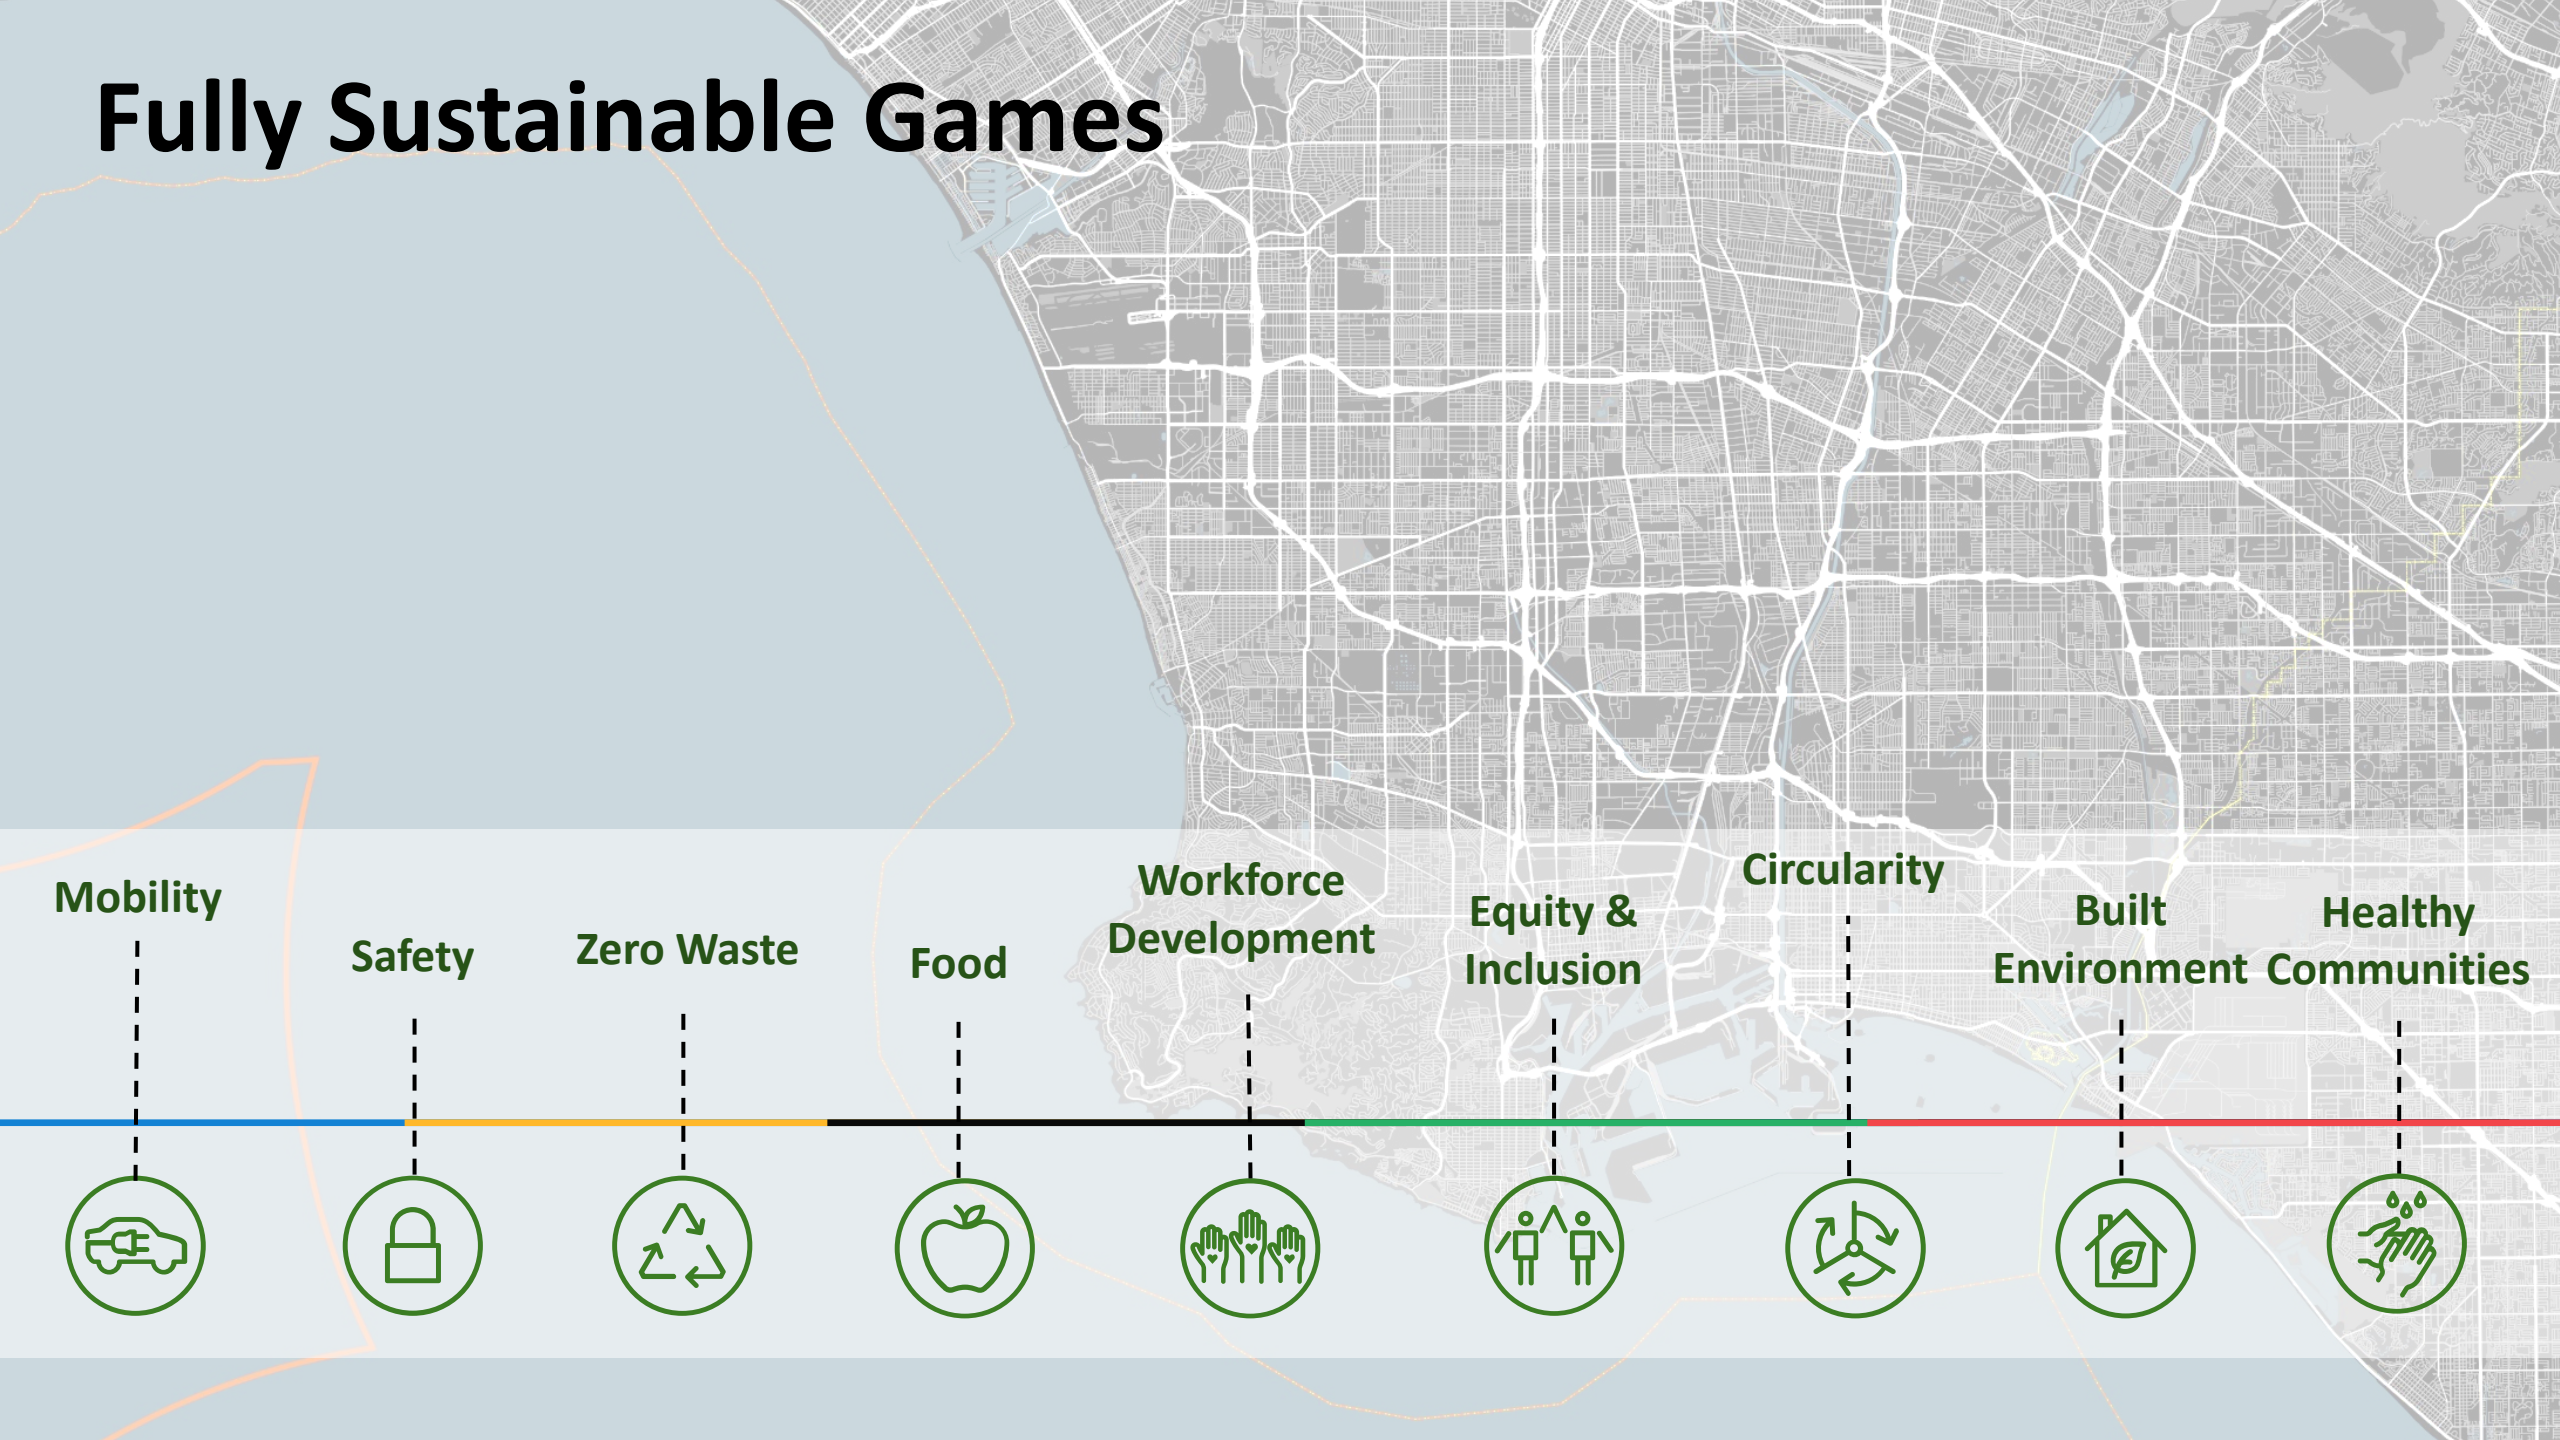 Fully Sustainable Games
Mobility
Safety
Zero Waste
Food
Workforce
Development
Equity &
Inclusion
Circularity
Built
Environment
Healthy
Communities